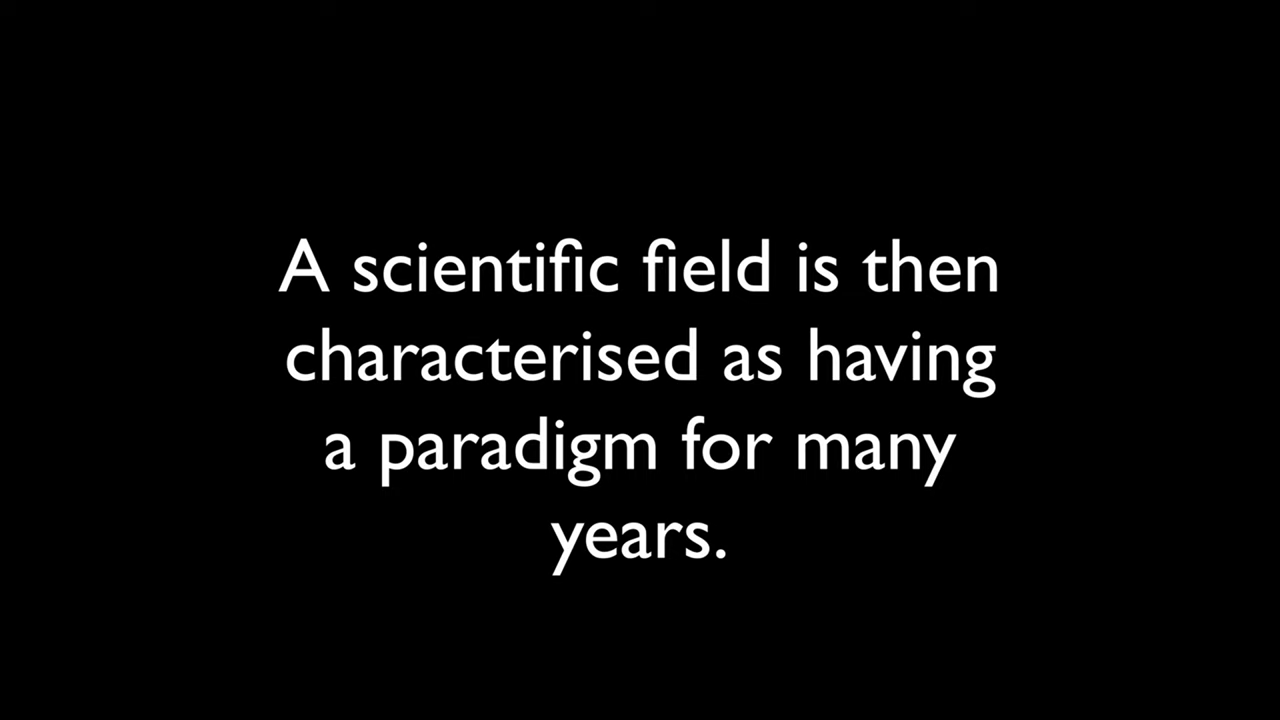 A scientific field is then
characterised as having
a paradigm for many
years.